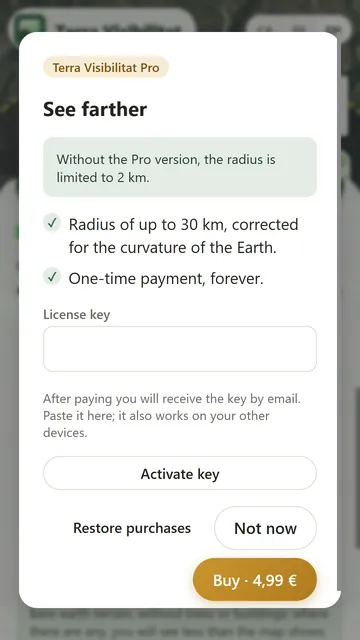 Terra Visibilitat Pro
See farther
Without the Pro version, the radius is
limited to 2 km.
Radius of up to 30 km, corrected
for the curvature of the Earth.
One-time payment, forever.
License key
After paying you will receive the key by email.
Paste it here; it also works on your other
devices.
Activate key
Restore purchases
Not now
Buy · 4,99 €